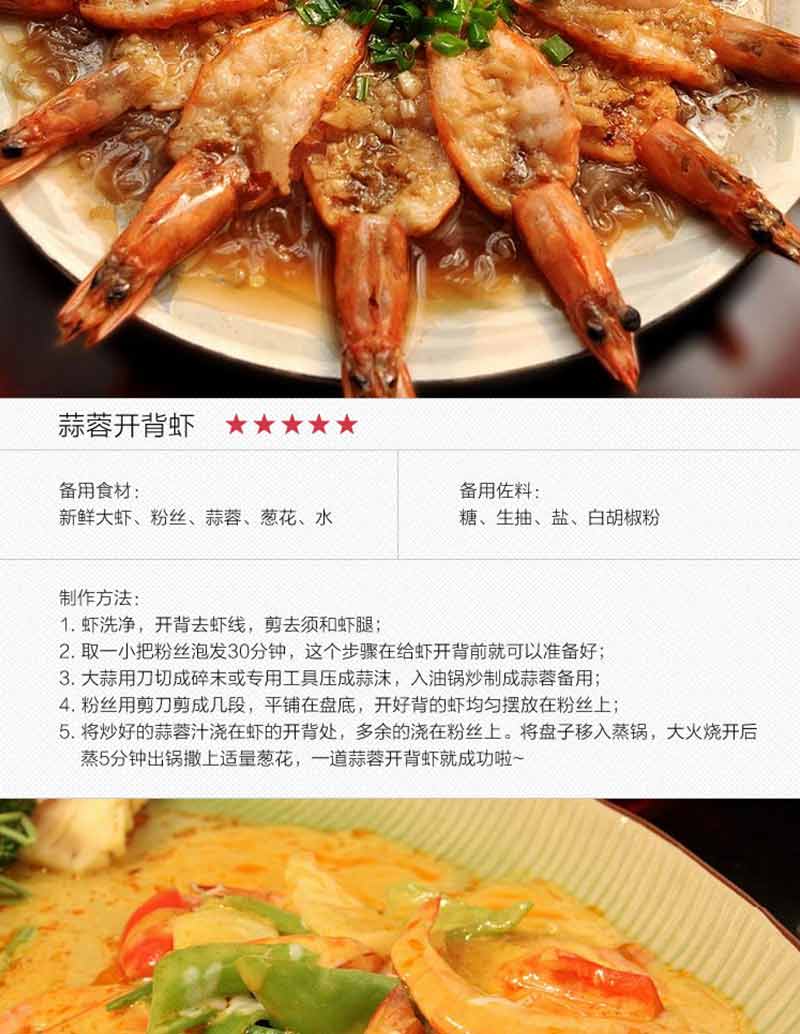 蒜蓉开背虾 ★★★★★
备用食材：
新鲜大虾、粉丝、蒜蓉、葱花、水
备用佐料：
糖、生抽、盐、白胡椒粉
制作方法：
1. 虾洗净，开背去虾线，剪去须和虾腿；
2. 取一小把粉丝泡发30分钟，这个步骤在给虾开背前就可以准备好；
3. 大蒜用刀切成碎末或专用工具压成蒜沫，入油锅炒制成蒜蓉备用；
4. 粉丝用剪刀剪成几段，平铺在盘底，开好背的虾均匀摆放在粉丝上；
5. 将炒好的蒜蓉汁浇在虾的开背处，多余的浇在粉丝上。将盘子移入蒸锅，大火烧开后
蒸5分钟出锅撒上适量葱花，一道蒜蓉开背虾就成功啦~